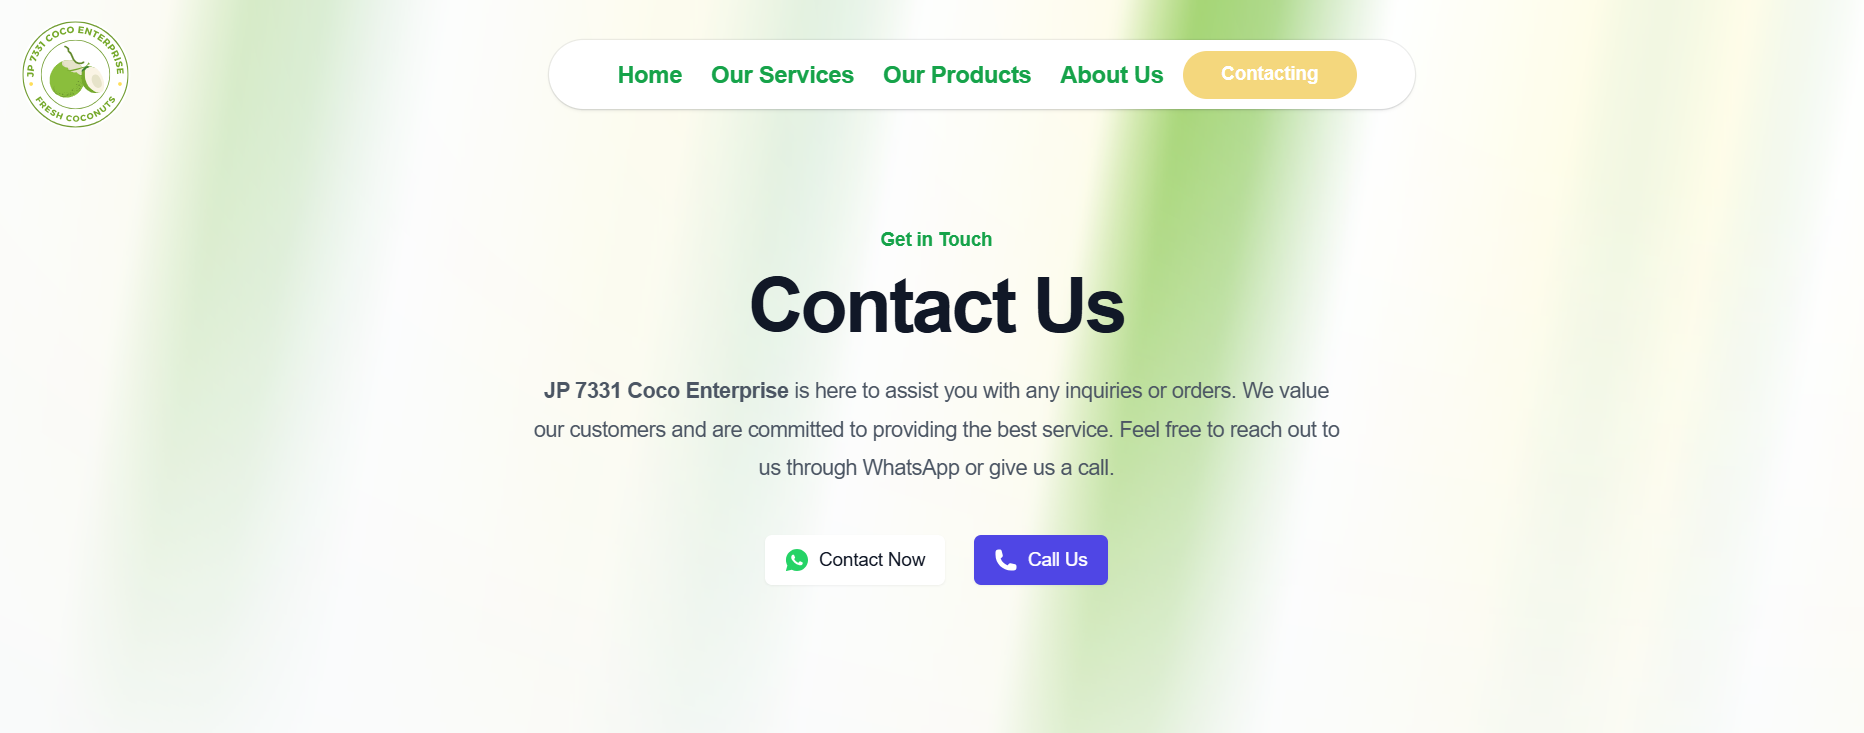 JP 7331 COCO ENTERPRISE
FRESH COCONUTS
Home Our Services Our Products About Us Contacting
Get in Touch
Contact Us
JP 7331 Coco Enterprise is here to assist you with any inquiries or orders. We value
our customers and are committed to providing the best service. Feel free to reach out to
us through WhatsApp or give us a call.
Contact Now Call Us